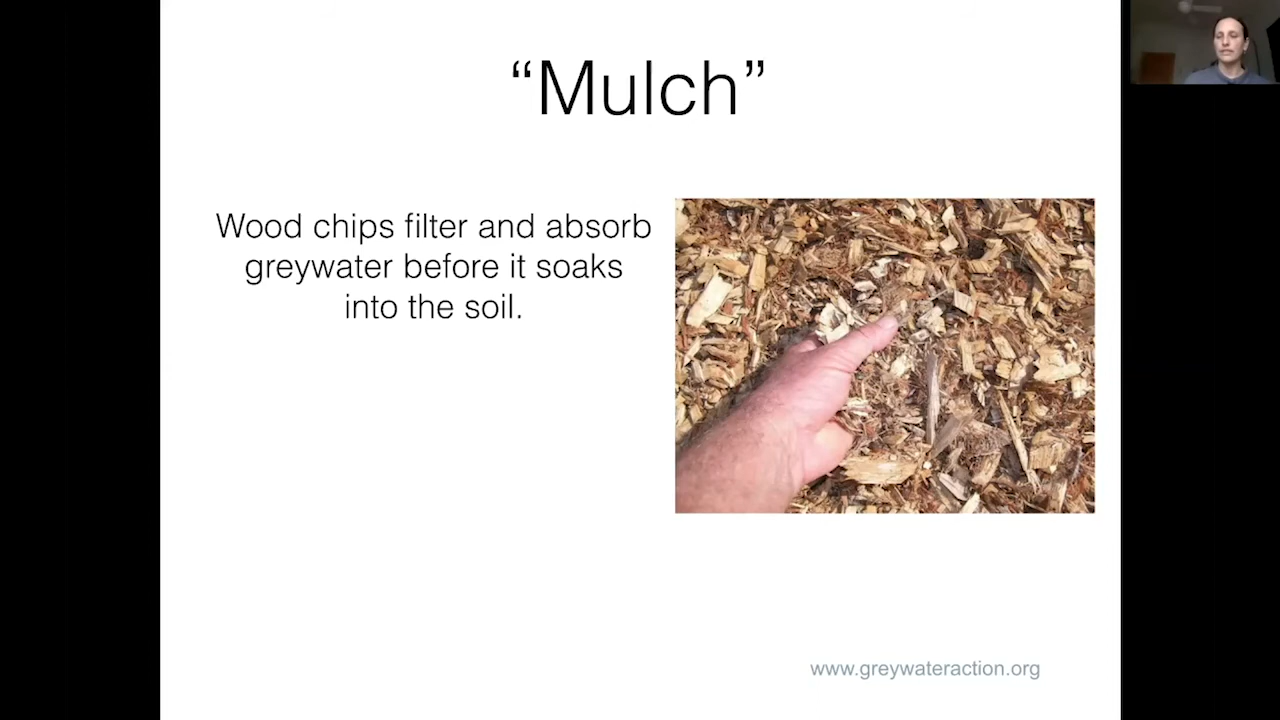 “Mulch”
Wood chips filter and absorb
greywater before it soaks
into the soil.
www.greywateraction.org